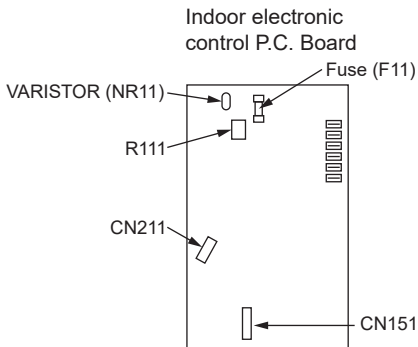 Indoor electronic
control P.C. Board
Fuse (F11)
VARISTOR (NR11)
R111
CN211
CN151